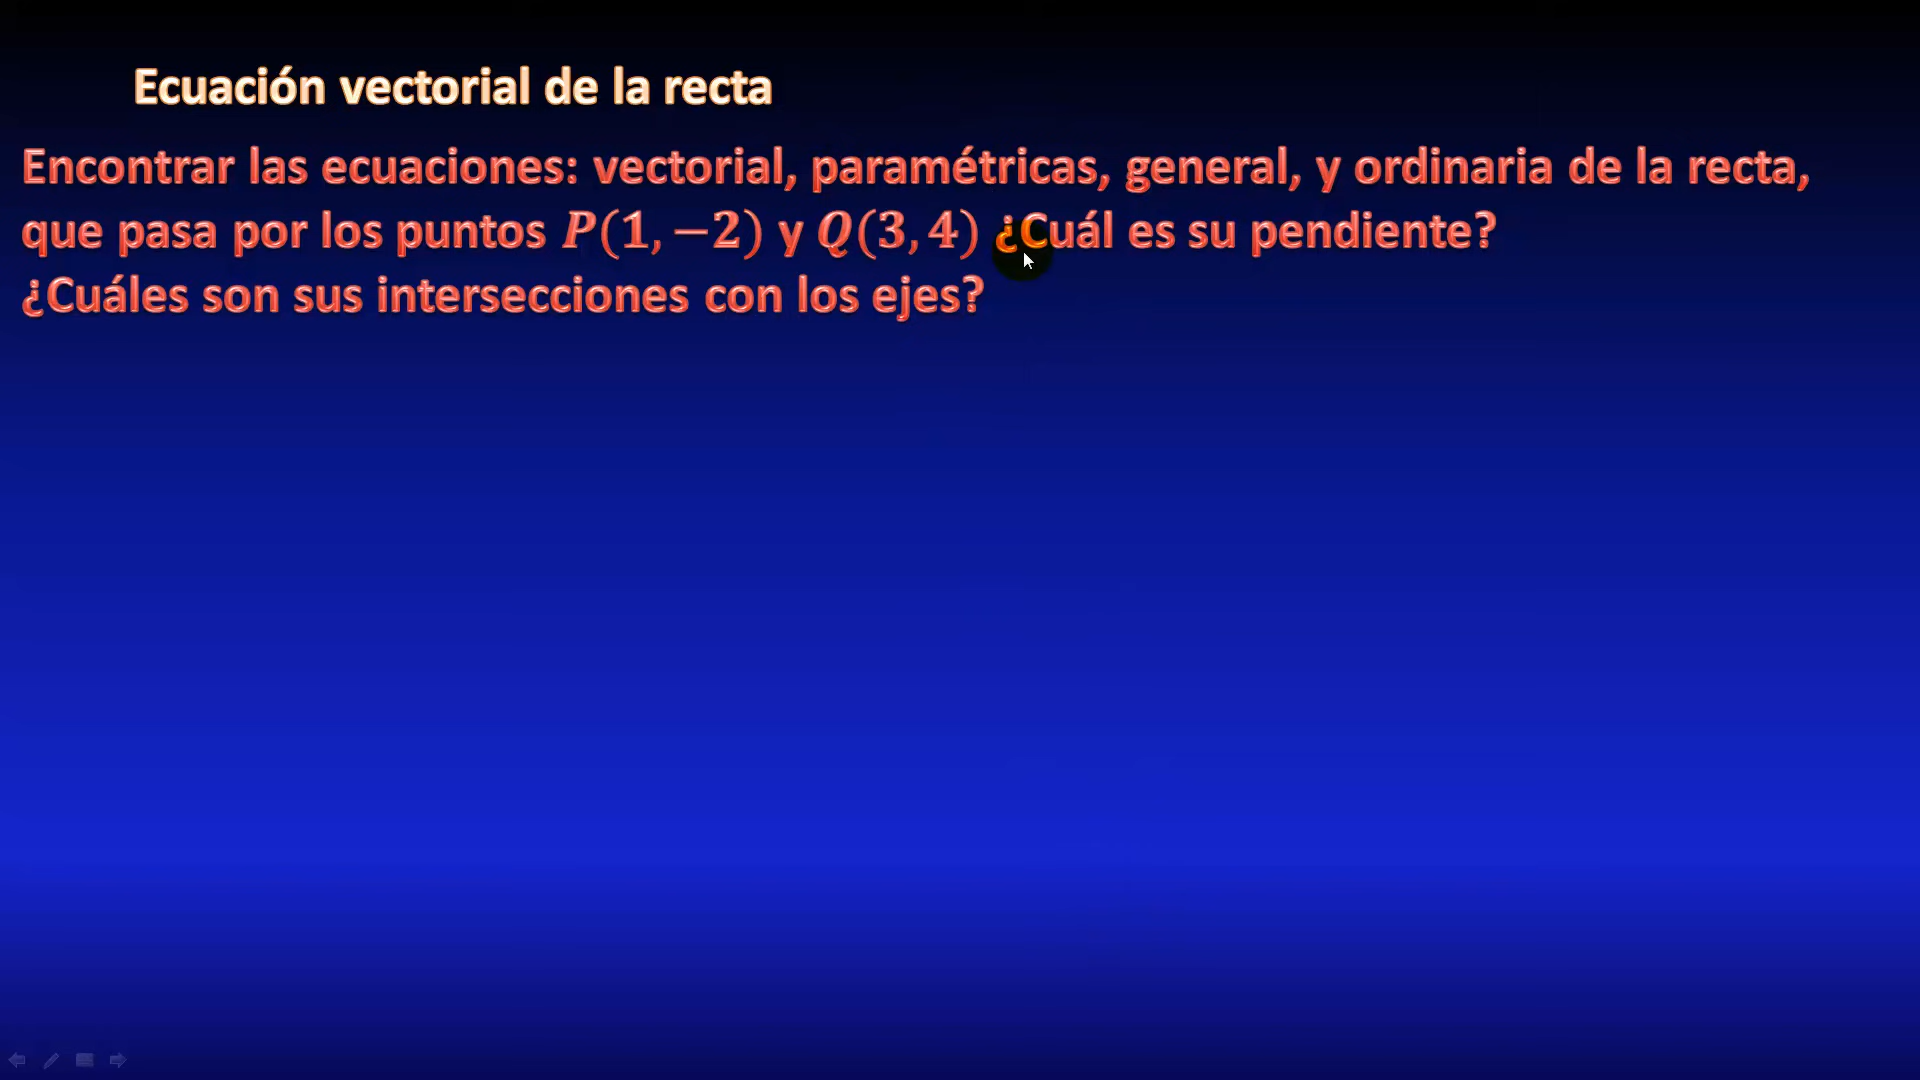 Ecuación vectorial de la recta
Encontrar las ecuaciones: vectorial, paramétricas, general, y ordinaria de la recta,
que pasa por los puntos P(1,−2) y Q(3,4) ¿Cuál es su pendiente?
¿Cuáles son sus intersecciones con los ejes?